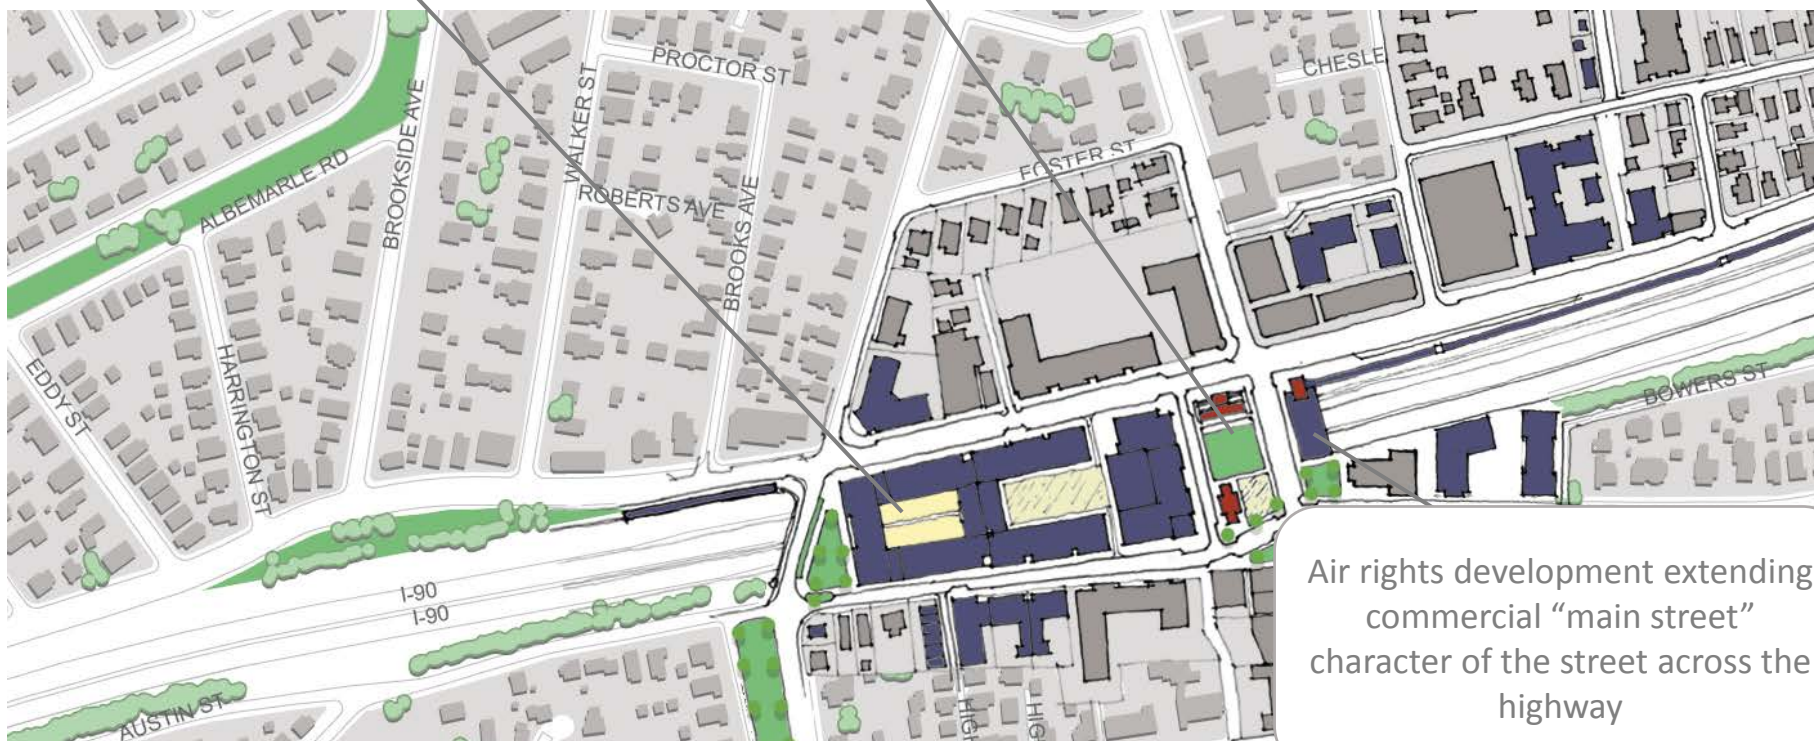 PROCTOR ST
CHESLE
WALKER ST
BROOKSIDE AVE
FOSTER ST
ALBEMARLE RD
ROBERTS AVE
BROOKS AVE
EDDY ST
HARRINGTON ST
BOWERS ST
I-90
I-90
AUSTIN ST
HIGH
HIGH
Air rights development extending
commercial “main street”
character of the street across the
highway